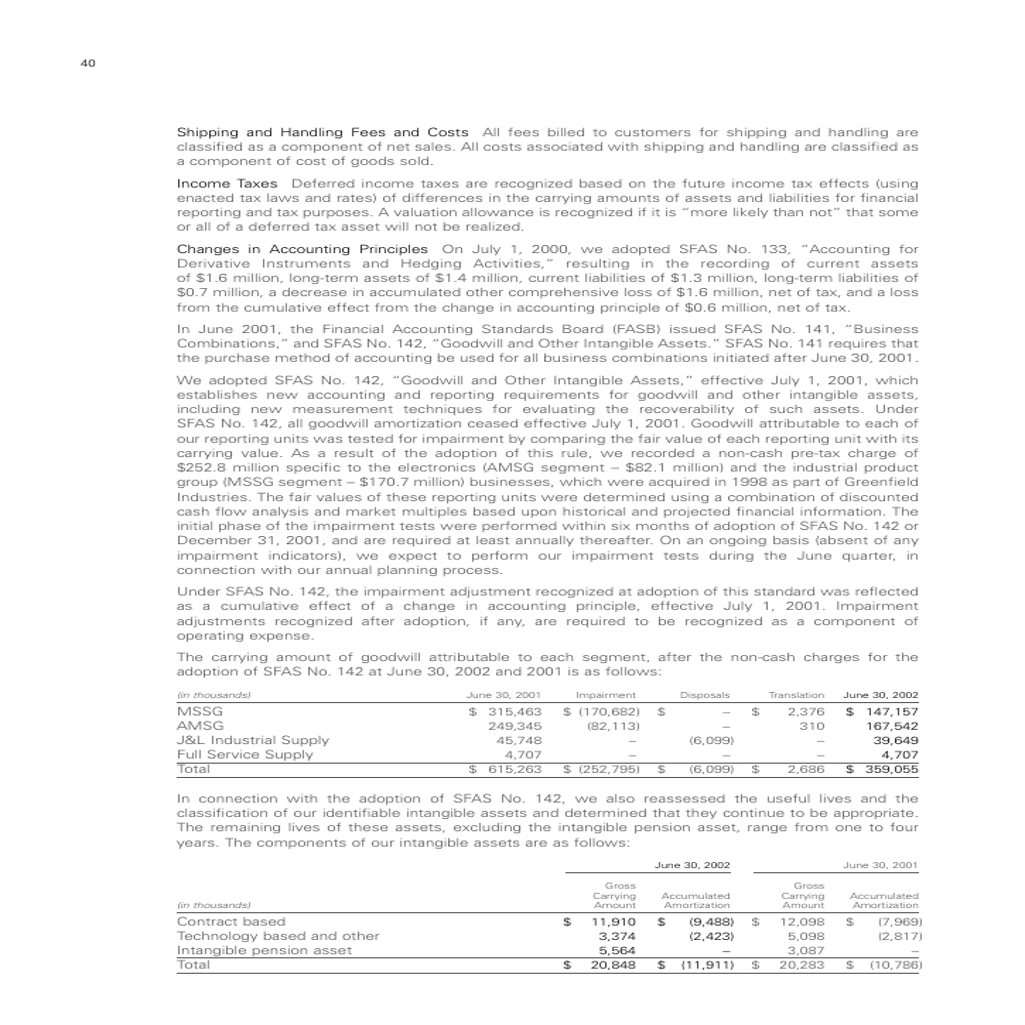 40
Shipping and Handling Fees and Costs All fees billed to customers for shipping and handling are
classified as a component of net sales. All costs associated with shipping and handling are classified as
a component of cost of goods sold.
Income Taxes Deferred income taxes are recognized based on the future income tax effects (using
enacted tax laws and rates) of differences in the carrying amounts of assets and liabilities for financial
reporting and tax purposes. A valuation allowance is recognized if it is “more likely than not” that some
or all of a deferred tax asset will not be realized.
Changes in Accounting Principles On July 1, 2000, we adopted SFAS No. 133, “Accounting for
Derivative Instruments and Hedging Activities,” resulting in the recording of current assets
of $1.6 million, long-term assets of $1.4 million, current liabilities of $1.3 million, long-term liabilities of
$0.7 million, a decrease in accumulated other comprehensive loss of $1.6 million, net of tax, and a loss
from the cumulative effect from the change in accounting principle of $0.6 million, net of tax.
In June 2001, the Financial Accounting Standards Board (FASB) issued SFAS No. 141, “Business
Combinations,” and SFAS No. 142, “Goodwill and Other Intangible Assets.” SFAS No. 141 requires that
the purchase method of accounting be used for all business combinations initiated after June 30, 2001.
We adopted SFAS No. 142, “Goodwill and Other Intangible Assets,” effective July 1, 2001, which
establishes new accounting and reporting requirements for goodwill and other intangible assets,
including new measurement techniques for evaluating the recoverability of such assets. Under
SFAS No. 142, all goodwill amortization ceased effective July 1, 2001. Goodwill attributable to each of
our reporting units was tested for impairment by comparing the fair value of each reporting unit with its
carrying value. As a result of the adoption of this rule, we recorded a non-cash pre-tax charge of
$252.8 million specific to the electronics (AMSG segment – $82.1 million) and the industrial product
group (MSSG segment – $170.7 million) businesses, which were acquired in 1998 as part of Greenfield
Industries. The fair values of these reporting units were determined using a combination of discounted
cash flow analysis and market multiples based upon historical and projected financial information. The
initial phase of the impairment tests were performed within six months of adoption of SFAS No. 142 or
December 31, 2001, and are required at least annually thereafter. On an ongoing basis (absent of any
impairment indicators), we expect to perform our impairment tests during the June quarter, in
connection with our annual planning process.
Under SFAS No. 142, the impairment adjustment recognized at adoption of this standard was reflected
as a cumulative effect of a change in accounting principle, effective July 1, 2001. Impairment
adjustments recognized after adoption, if any, are required to be recognized as a component of
operating expense.
The carrying amount of goodwill attributable to each segment, after the non-cash charges for the
adoption of SFAS No. 142 at June 30, 2002 and 2001 is as follows:
(in thousands) June 30, 2001 Impairment Disposals Translation June 30, 2002
MSSG $ 315,463 $ (170,682) $ – $ 2,376 $ 147,157
AMSG 249,345 (82,113) – 310 167,542
J&L Industrial Supply 45,748 – (6,099) – 39,649
Full Service Supply 4,707 – – – 4,707
Total $ 615,263 $ (252,795) $ (6,099) $ 2,686 $ 359,055
In connection with the adoption of SFAS No. 142, we also reassessed the useful lives and the
classification of our identifiable intangible assets and determined that they continue to be appropriate.
The remaining lives of these assets, excluding the intangible pension asset, range from one to four
years. The components of our intangible assets are as follows:
June 30, 2002 June 30, 2001
Gross Gross
Carrying Accumulated Carrying Accumulated
(in thousands) Amount Amortization Amount Amortization
Contract based $ 11,910 $ (9,488) $ 12,098 $ (7,969)
Technology based and other 3,374 (2,423) 5,098 (2,817)
Intangible pension asset 5,564 – 3,087 –
Total $ 20,848 $ (11,911) $ 20,283 $ (10,786)